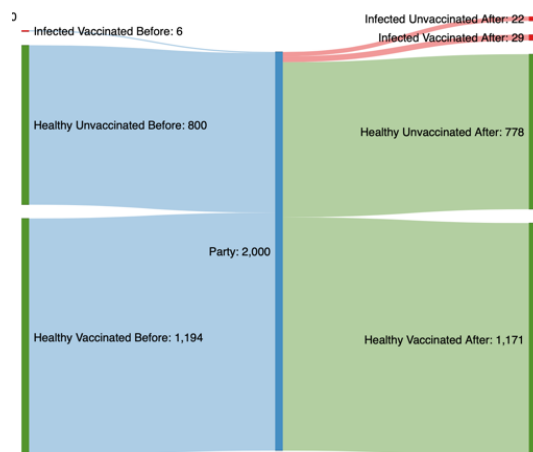 Infected Unvaccinated After: 22
Infected Vaccinated Before: 6
Infected Vaccinated After: 29
Healthy Unvaccinated Before: 800
Healthy Unvaccinated After: 778
Party: 2,000
Healthy Vaccinated Before: 1,194
Healthy Vaccinated After: 1,171